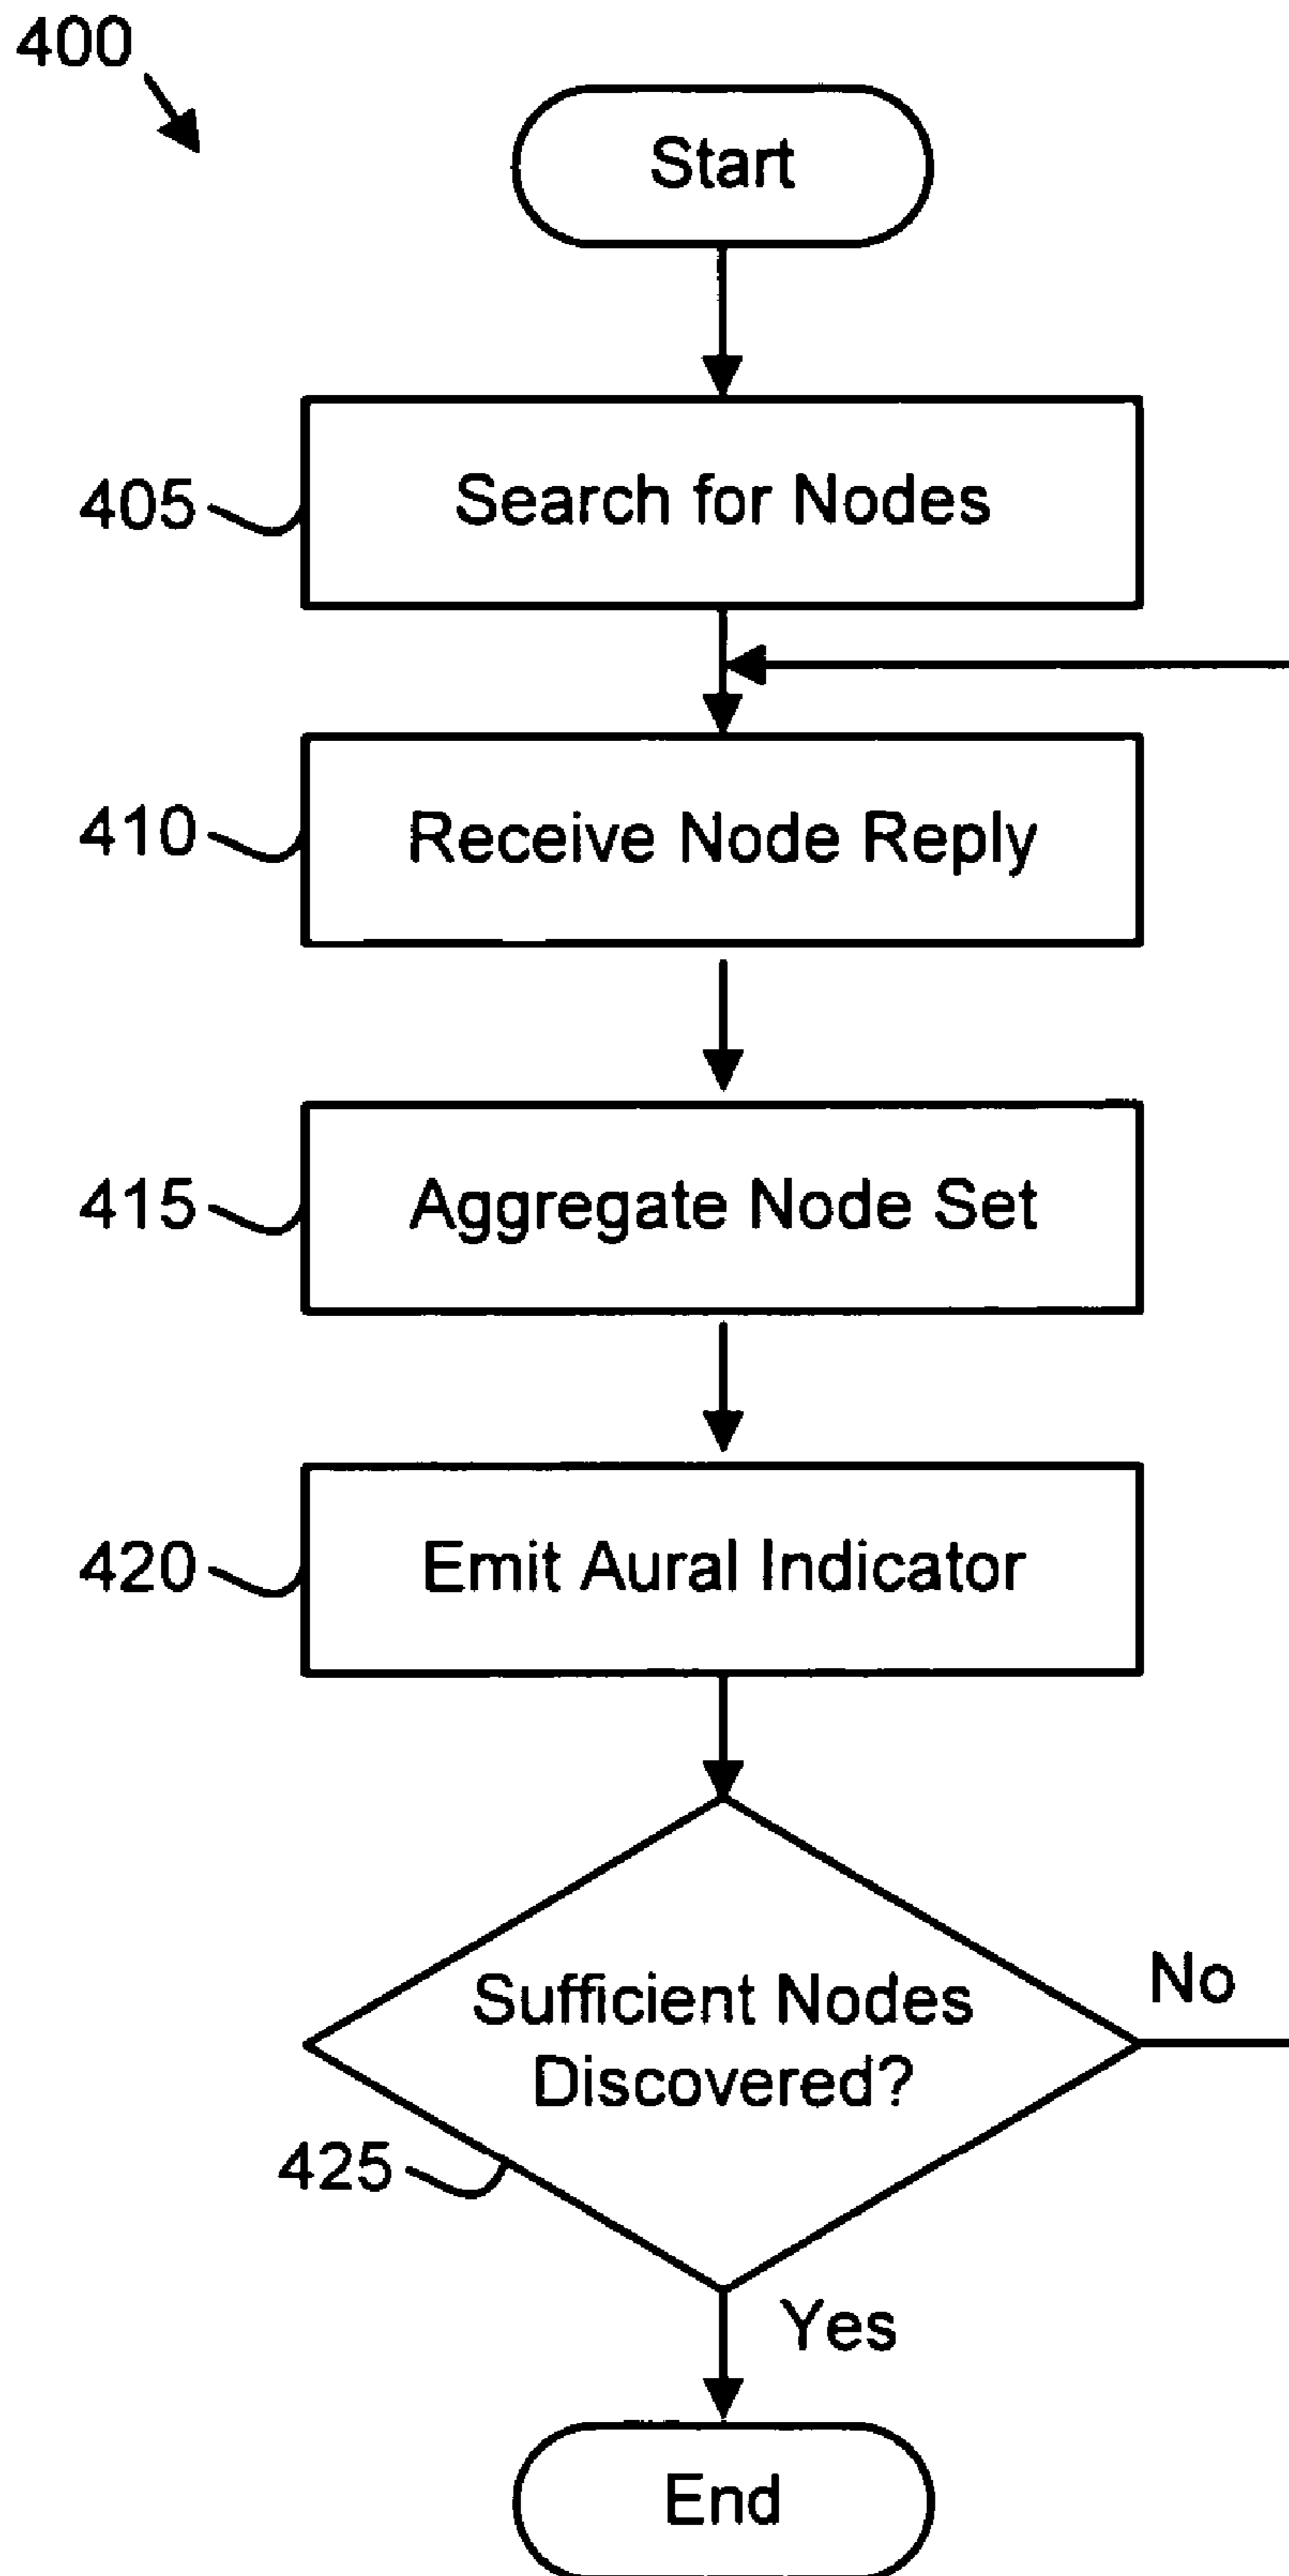 400
Start
405
Search for Nodes
410
Receive Node Reply
415
Aggregate Node Set
420
Emit Aural Indicator
Sufficient Nodes
Discovered?
No
425
Yes
End